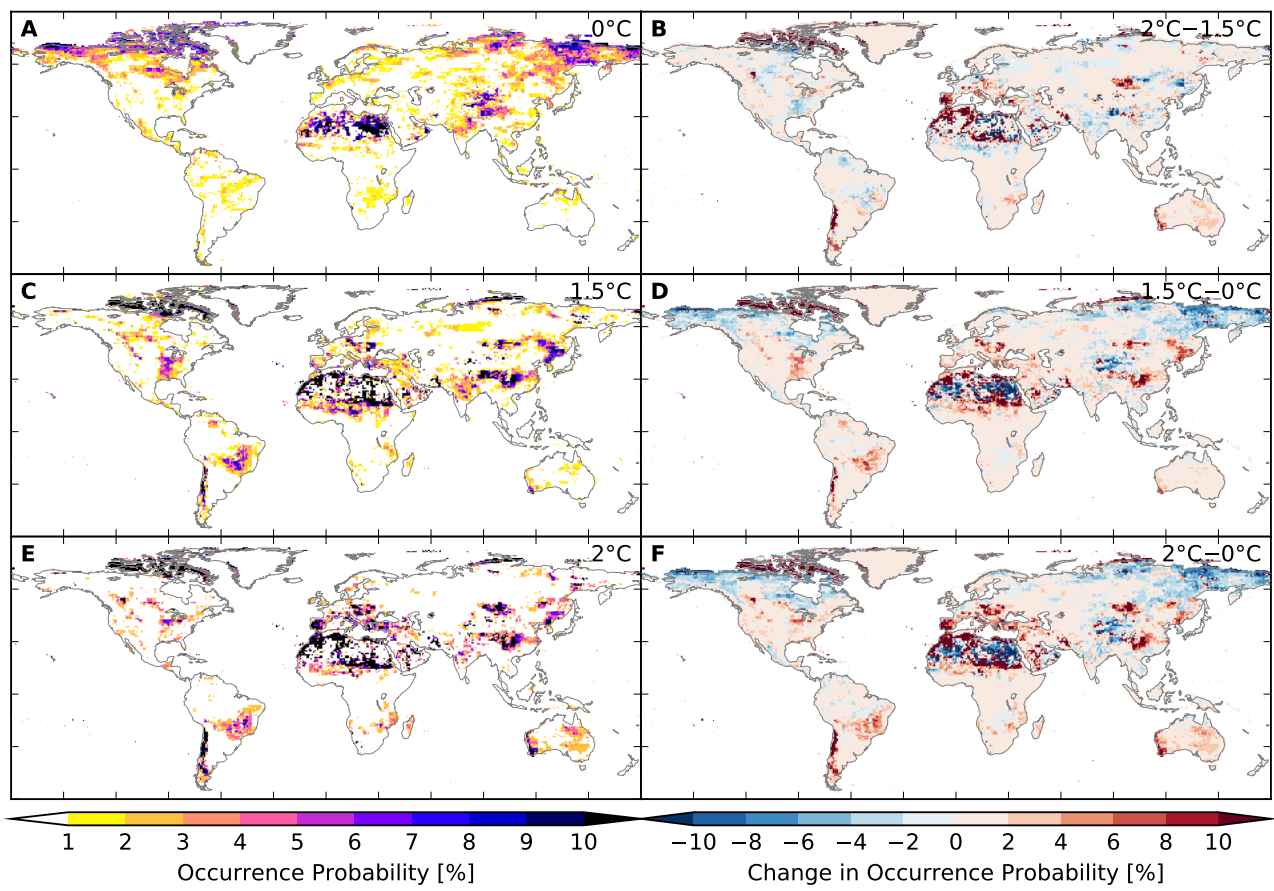 A 0°C
B 2°C−1.5°C
C 1.5°C
D 1.5°C−0°C
E 2°C
F 2°C−0°C
1 2 3 4 5 6 7 8 9 10
Occurrence Probability [%]
−10 −8 −6 −4 −2 0 2 4 6 8 10
Change in Occurrence Probability [%]